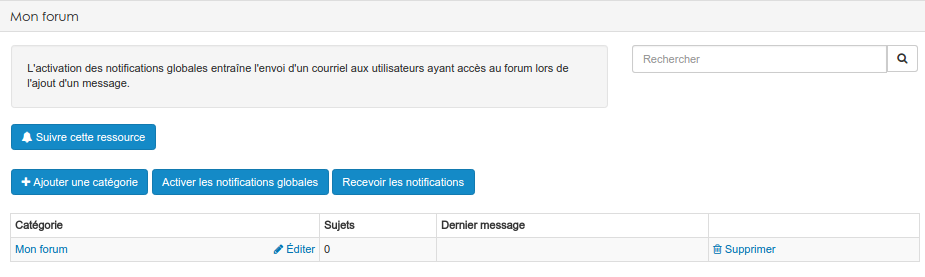 Mon forum
L'activation des notifications globales entraîne l'envoi d'un courriel aux utilisateurs ayant accès au forum lors de
l'ajout d'un message.
Rechercher
Suivre cette ressource
Ajouter une catégorie Activer les notifications globales Recevoir les notifications
Catégorie Sujets Dernier message
Mon forum Éditer 0 Supprimer